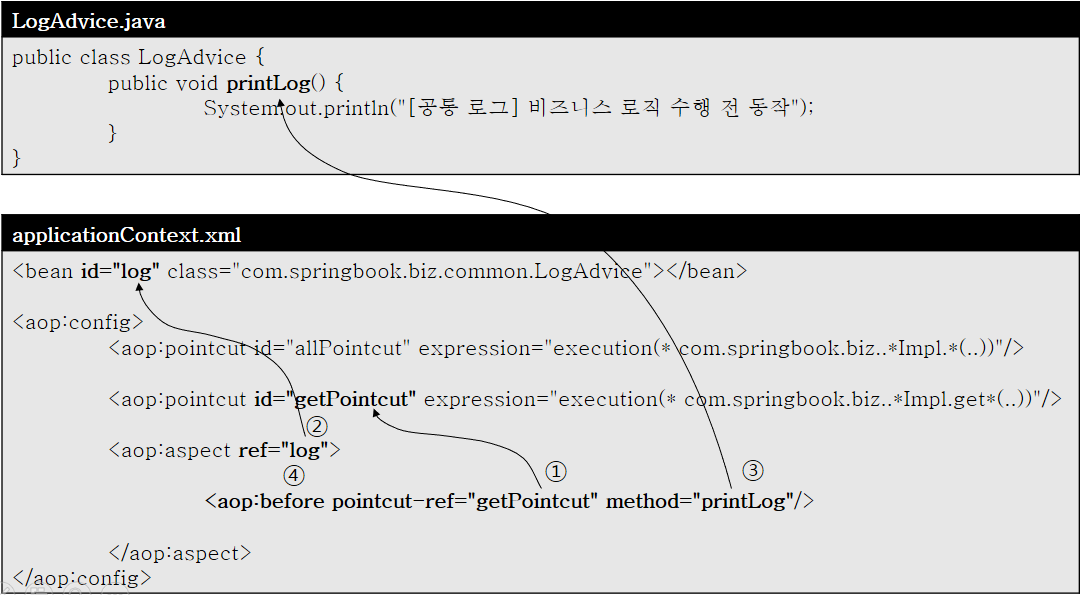 LogAdvice.java
public class LogAdvice {
public void printLog() {
System.out.println("[공통 로그] 비즈니스 로직 수행 전 동작");
}
}
applicationContext.xml
<bean id="log" class="com.springbook.biz.common.LogAdvice"></bean>
<aop:config>
<aop:pointcut id="allPointcut" expression="execution(* com.springbook.biz..*Impl.*(..))"/>
<aop:pointcut id="getPointcut" expression="execution(* com.springbook.biz..*Impl.get*(..))"/>
②
<aop:aspect ref="log">
④ ① ③
<aop:before pointcut-ref="getPointcut" method="printLog"/>
</aop:aspect>
</aop:config>